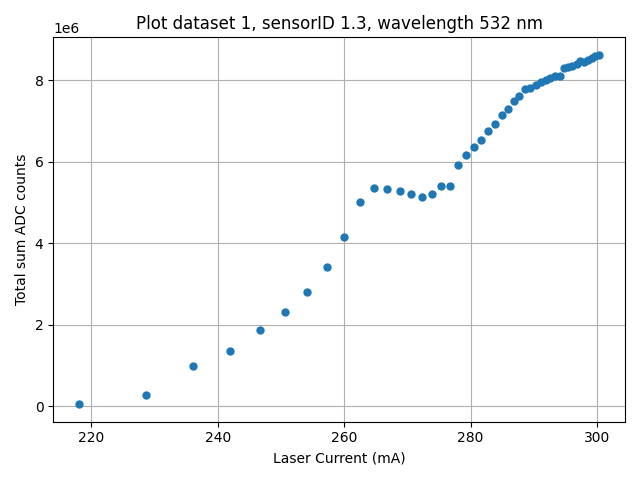 Plot dataset 1, sensorID 1.3, wavelength 532 nm
1e6
8
6
4
2
0
Total sum ADC counts
220 240 260 280 300
Laser Current (mA)